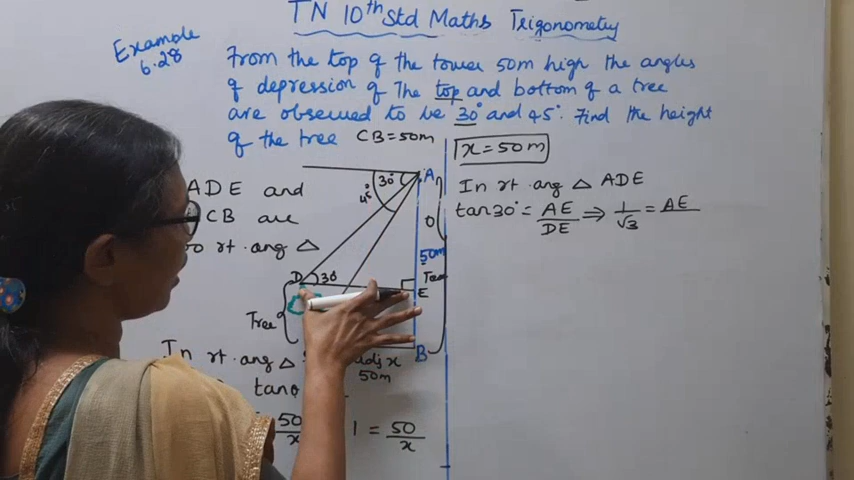 TN 10th Std Maths Trigonometry
Example 6.28
From the top of the tower 50m high the angles
of depression of The top and bottom of a tree
are observed to be 30° and 45°. Find the height
of the tree CB = 50m
x = 50m
ADE and
CB are
rt. ang △
30°
45°
A
50m
D
30°
E
Tree
B
In rt. ang △
adj x
50m
tan
50/x
1 = 50/x
In rt. ang △ ADE
tan30° = AE/DE ⇒ 1/√3 = AE